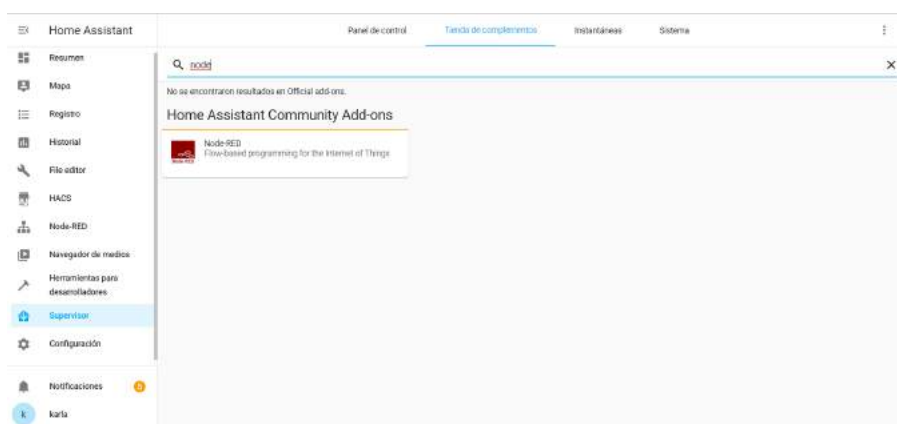 Home Assistant
Panel de control
Tienda de complementos
Instantáneas
Sistema
Resumen
Mapa
Registro
Historial
File editor
HACS
Node-RED
Navegador de medios
Herramientas para
desarrolladores
Supervisor
Configuración
Notificaciones
k
karla
node
No se encontraron resultados en Official add-ons.
Home Assistant Community Add-ons
Node-RED
Flow-based programming for the Internet of Things
Node-RED